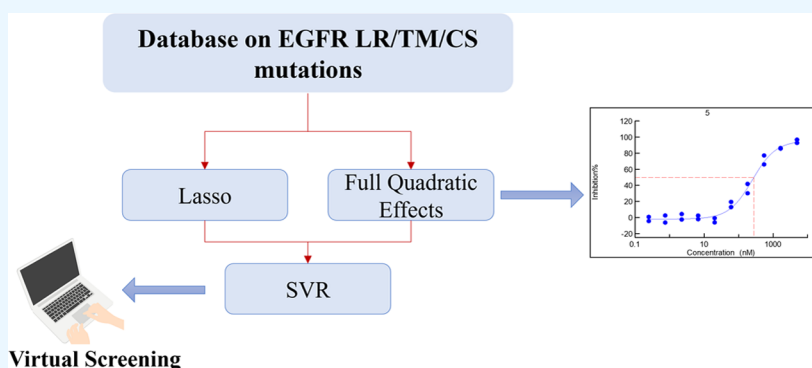 Database on EGFR LR/TM/CS
mutations
Lasso
Full Quadratic
Effects
SVR
Virtual Screening
5
Inhibition%
120
100
80
60
40
20
0
-20
0.1
10
1000
Concentration (nM)